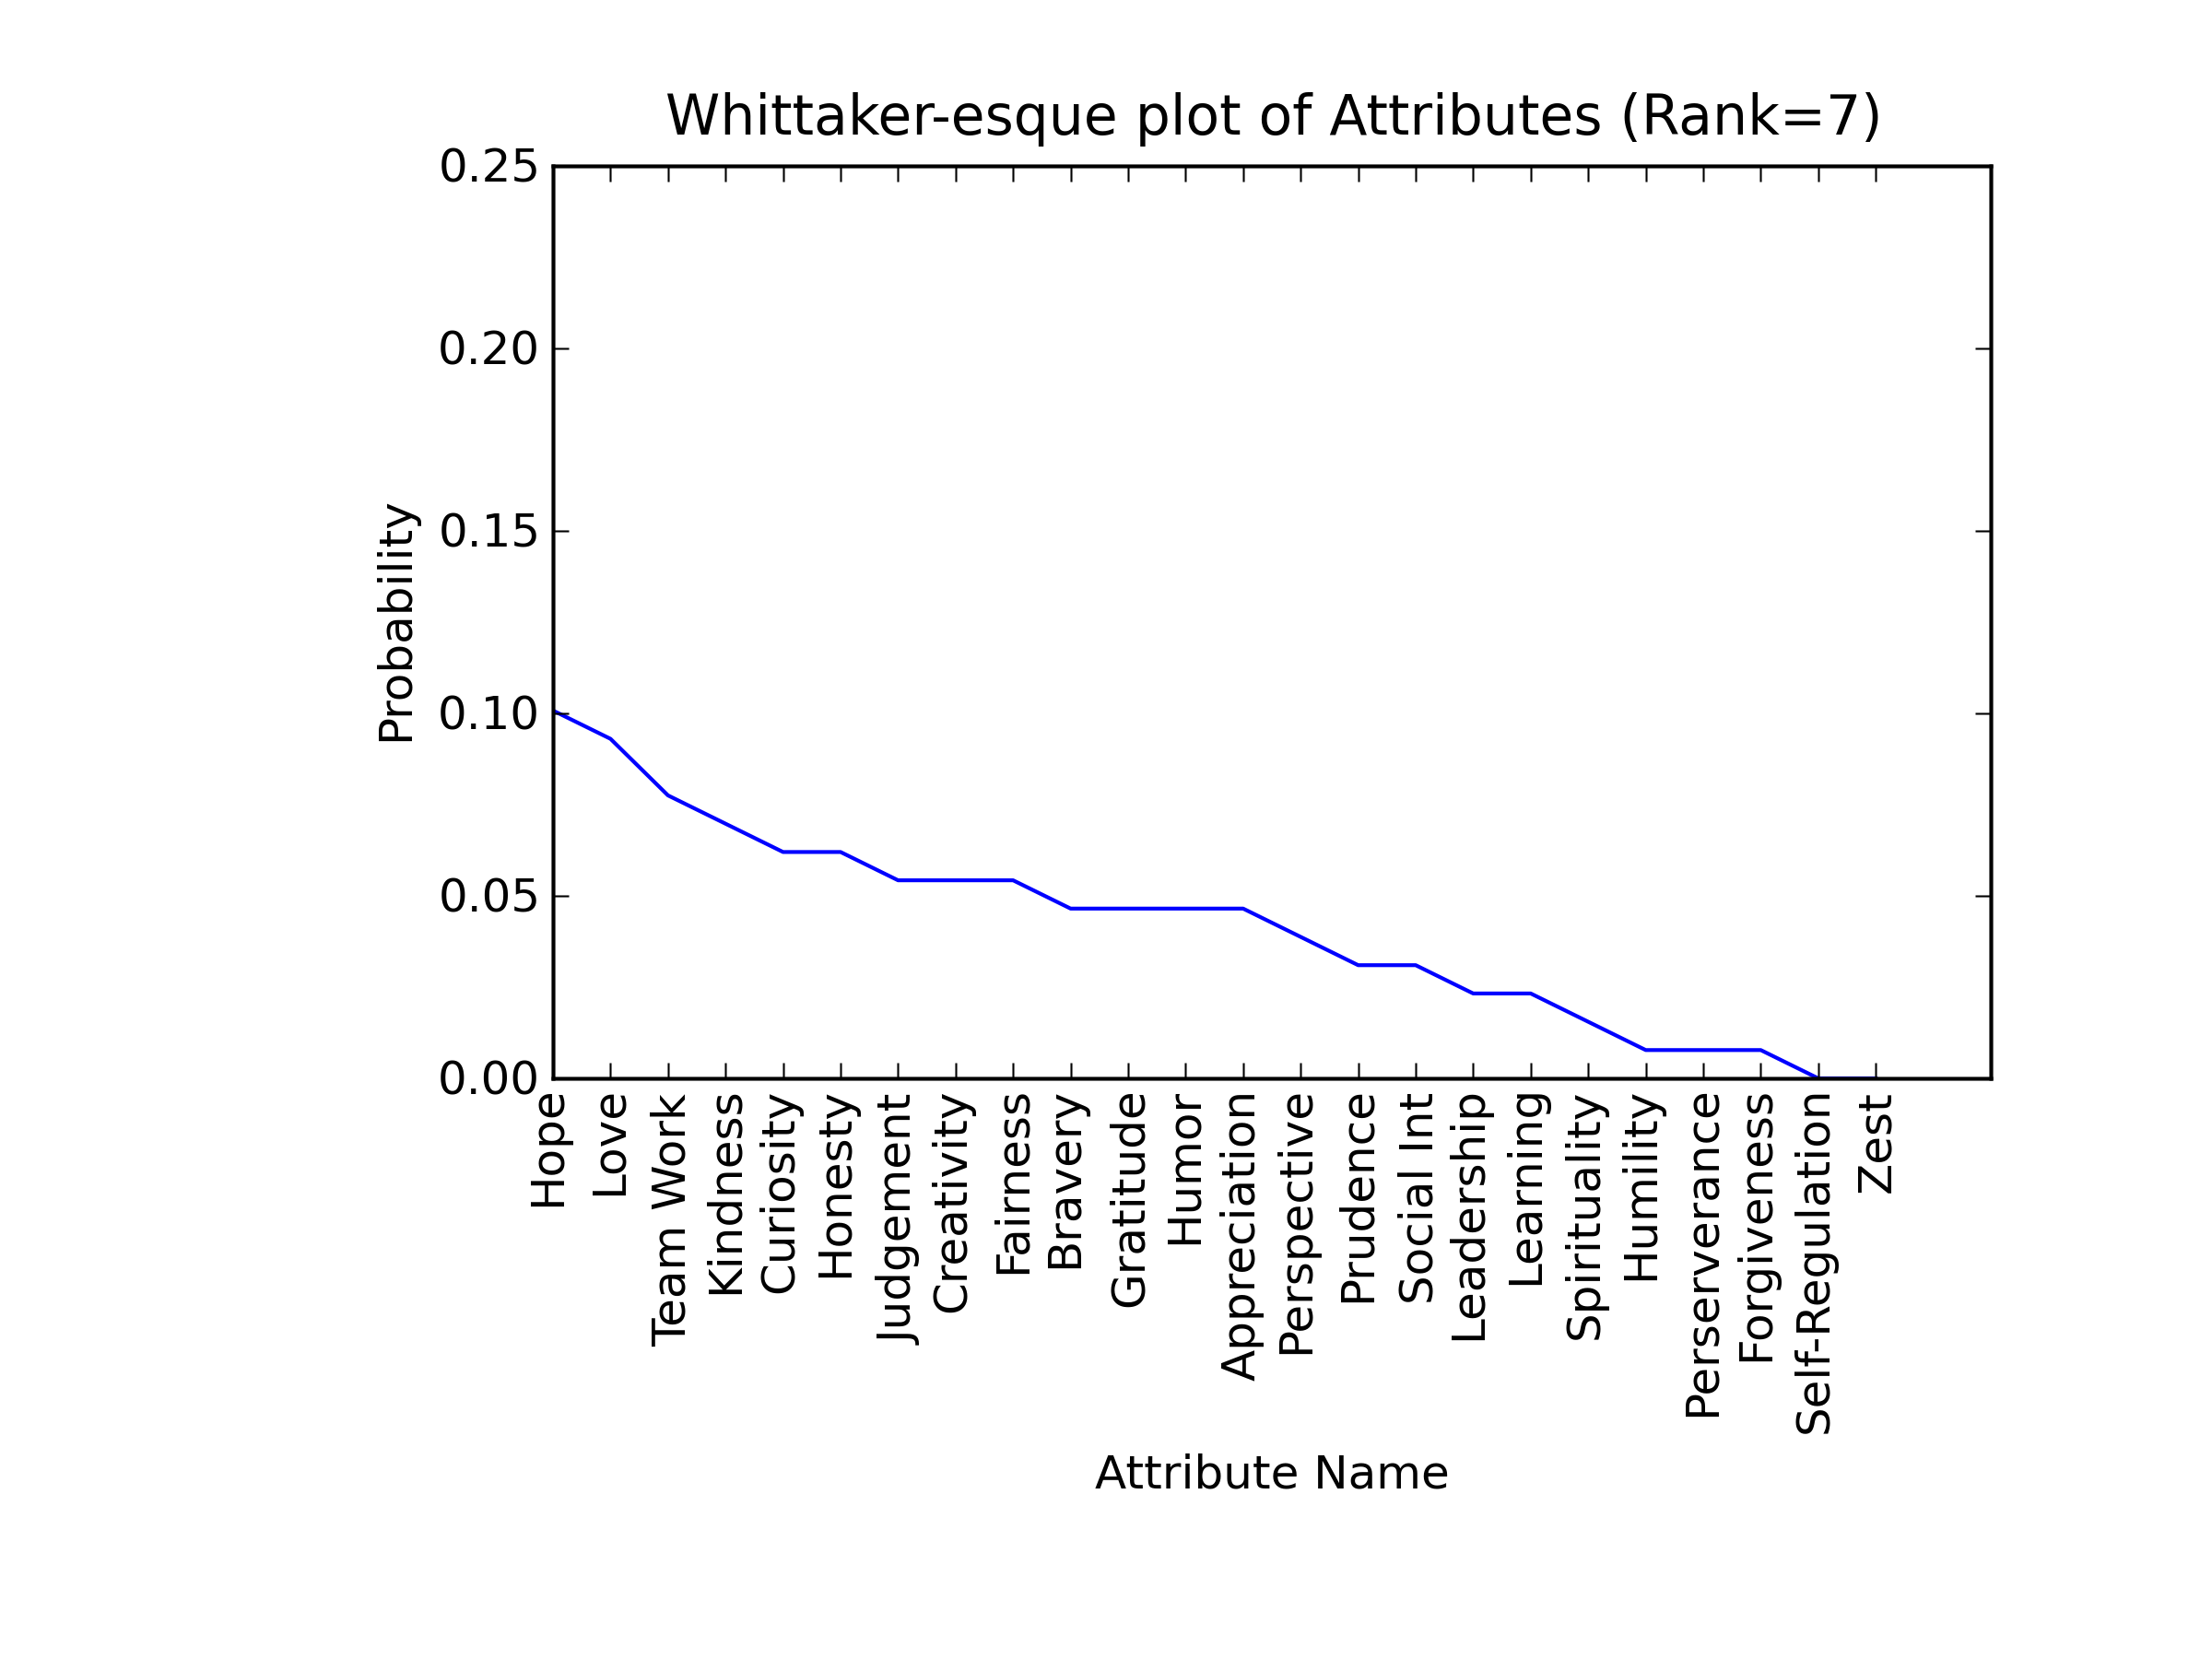 Whittaker-esque plot of Attributes (Rank=7)
0.25
0.20
0.15
0.10
0.05
0.00
Probability
Hope
Love
Team Work
Kindness
Curiosity
Honesty
Judgement
Creativity
Fairness
Bravery
Gratitude
Humor
Appreciation
Perspective
Prudence
Social Int
Leadership
Learning
Spirituality
Humility
Perserverance
Forgiveness
Self-Regulation
Zest
Attribute Name